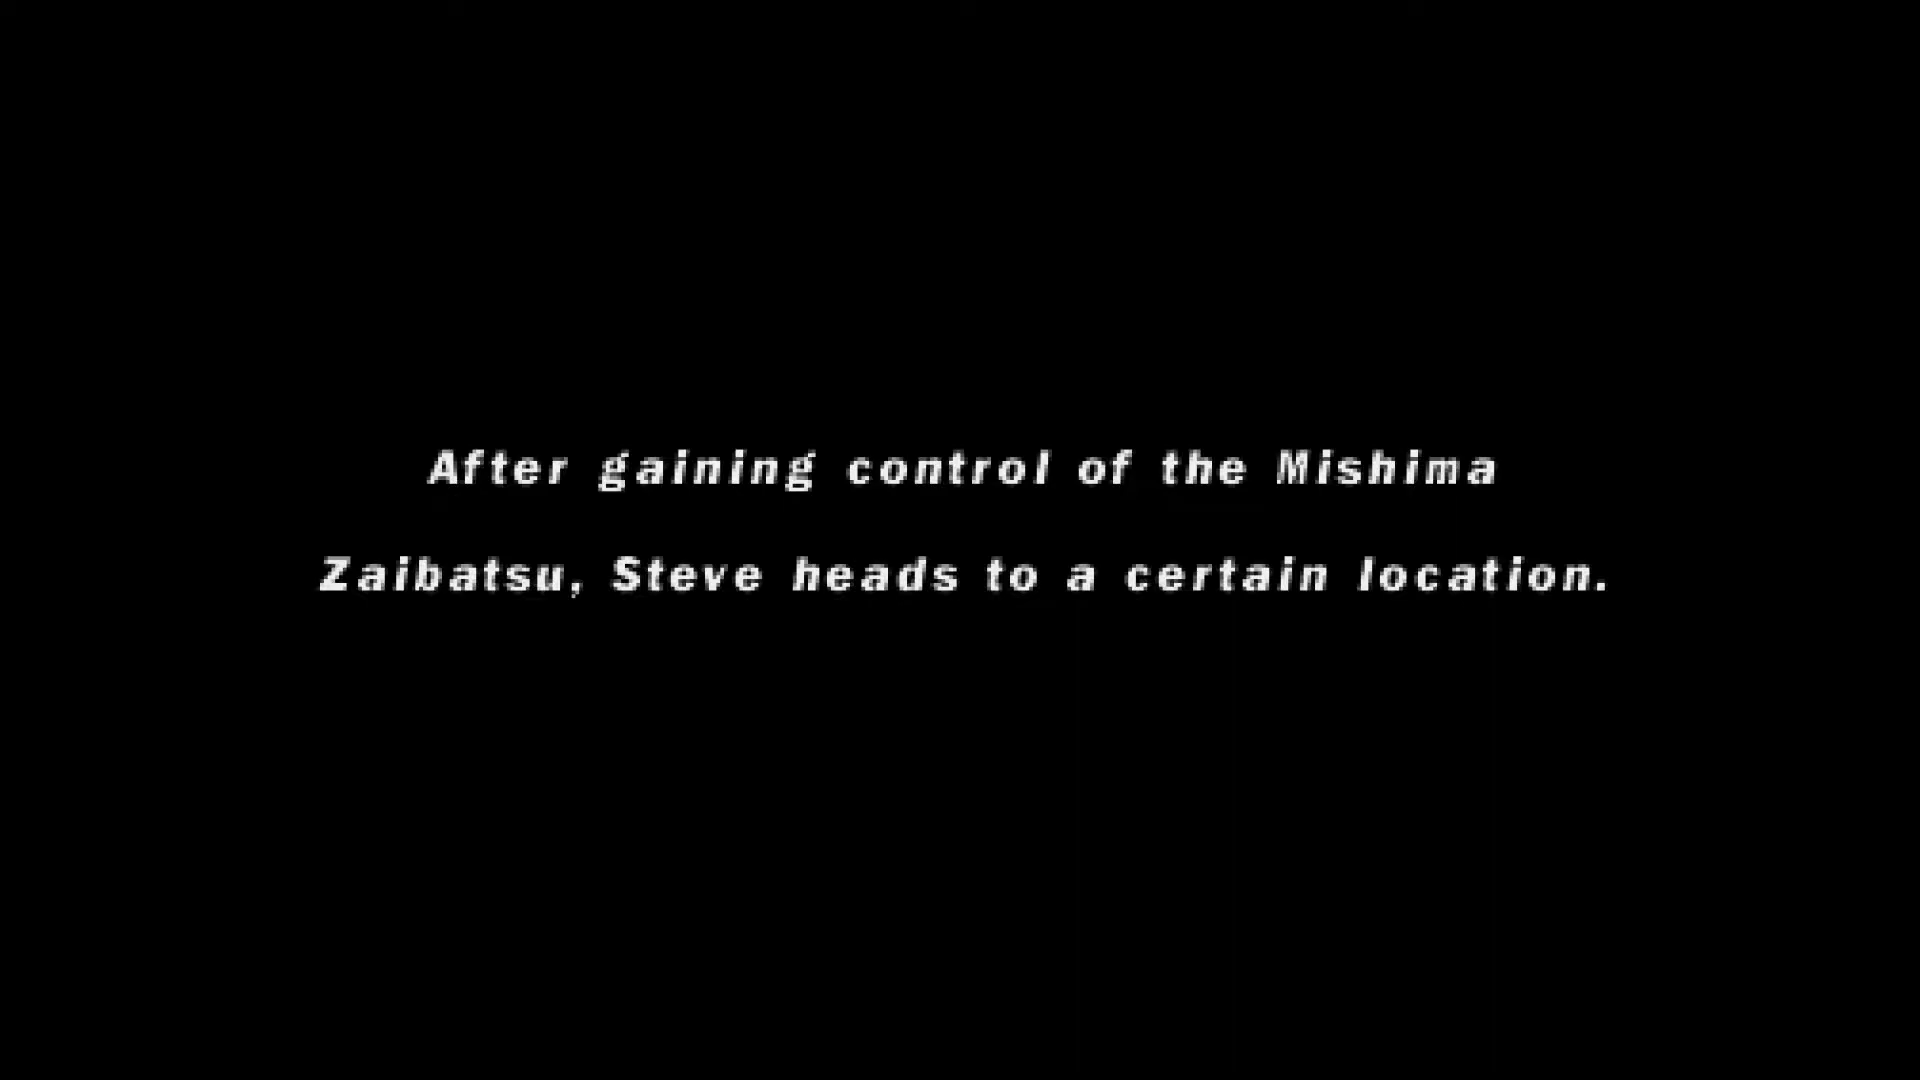 After gaining control of the Mishima
Zaibatsu, Steve heads to a certain location.